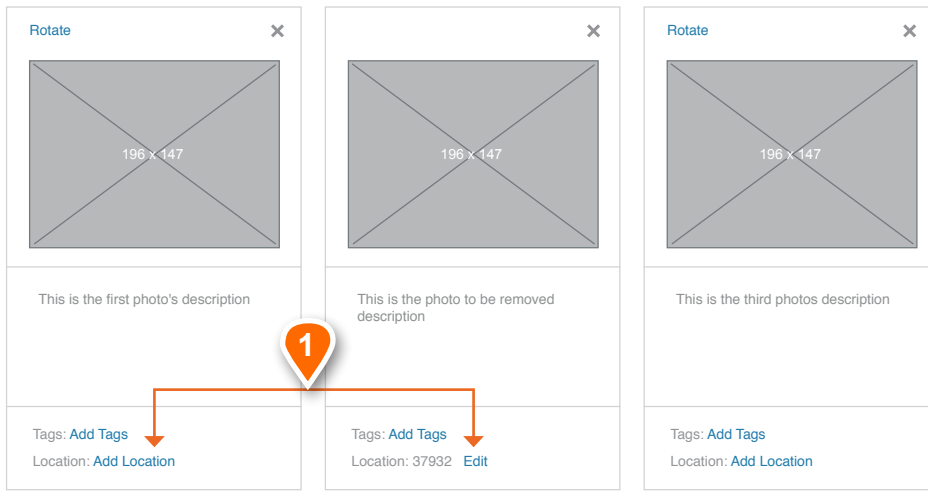 Rotate
196 x 147
This is the first photo's description
Tags: Add Tags
Location: Add Location
196 x 147
This is the photo to be removed
description
Tags: Add Tags
Location: 37932 Edit
Rotate
196 x 147
This is the third photos description
Tags: Add Tags
Location: Add Location
1